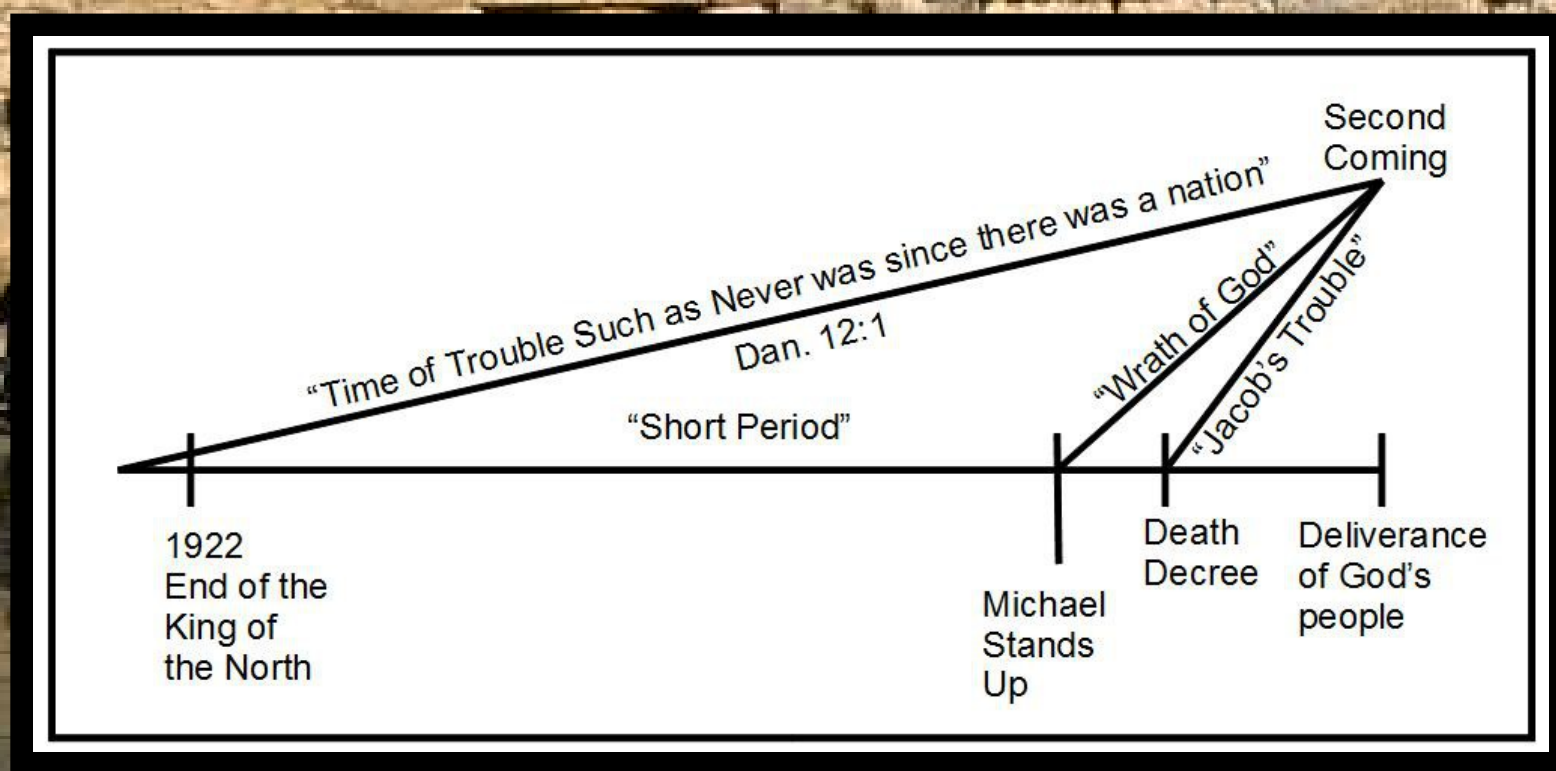 Second
Coming
“Time of Trouble Such as Never was since there was a nation”
Dan. 12:1
“Short Period”
“Wrath of God”
“Jacob’s Trouble”
1922
End of the
King of
the North
Michael
Stands
Up
Death
Decree
Deliverance
of God’s
people